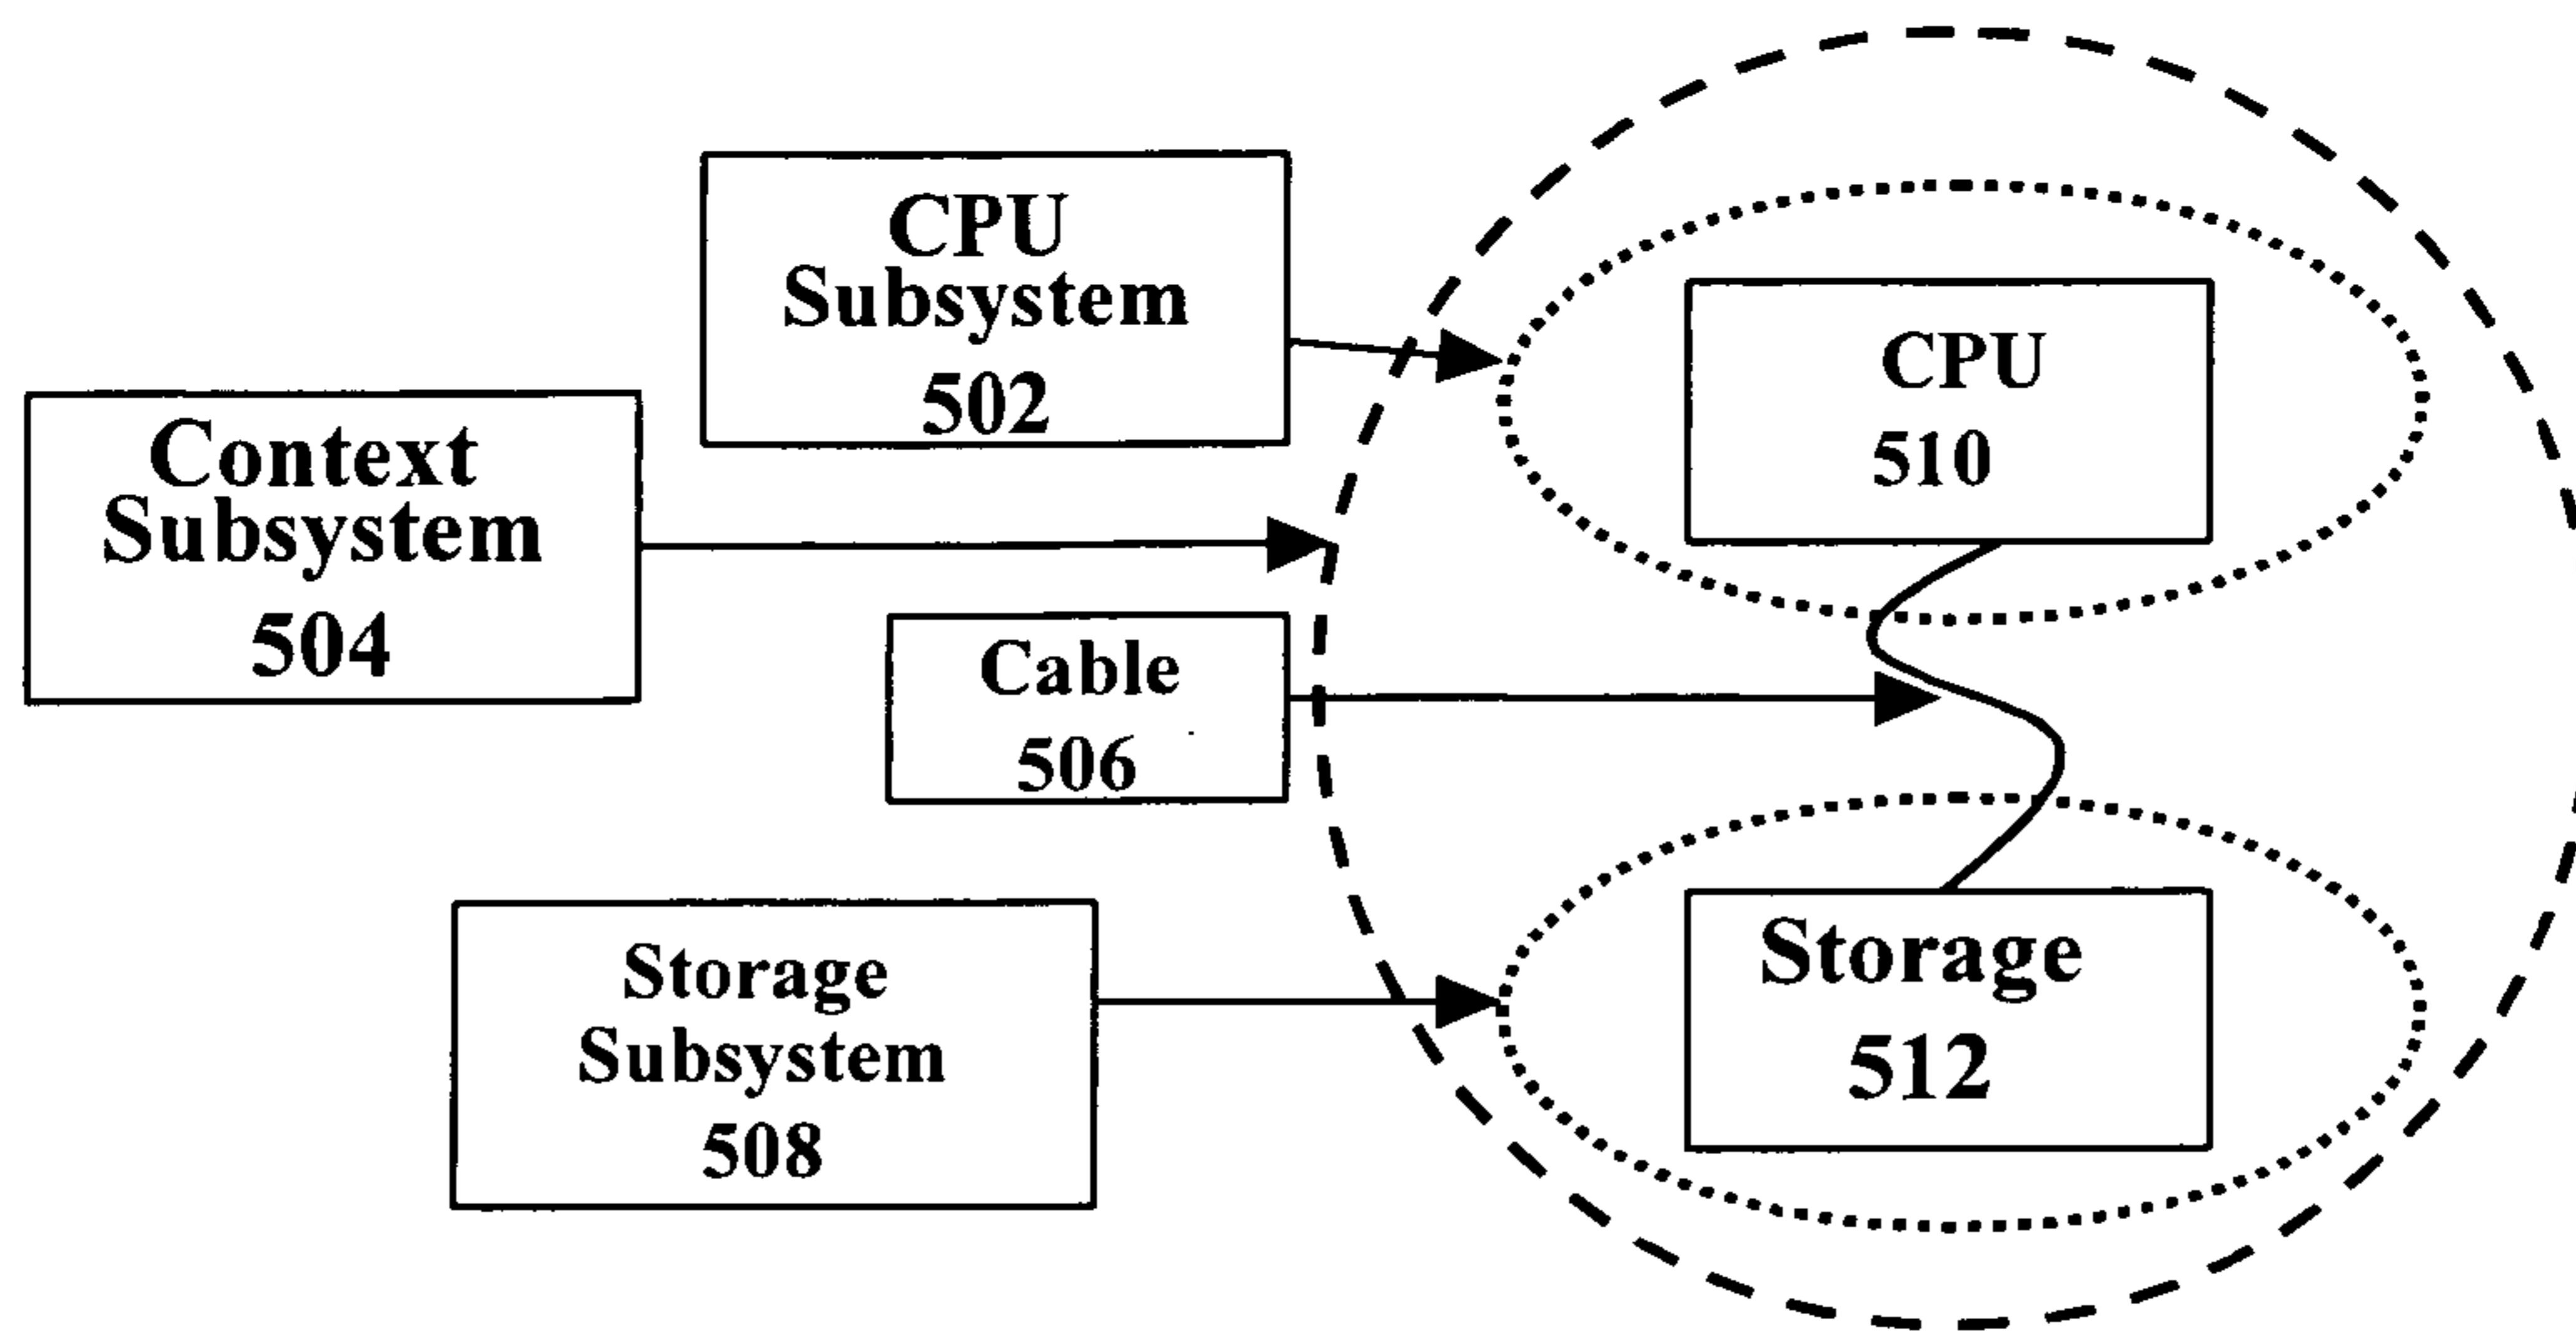 CPU
Subsystem
502
CPU
510
Context
Subsystem
504
Cable
506
Storage
Subsystem
508
Storage
512